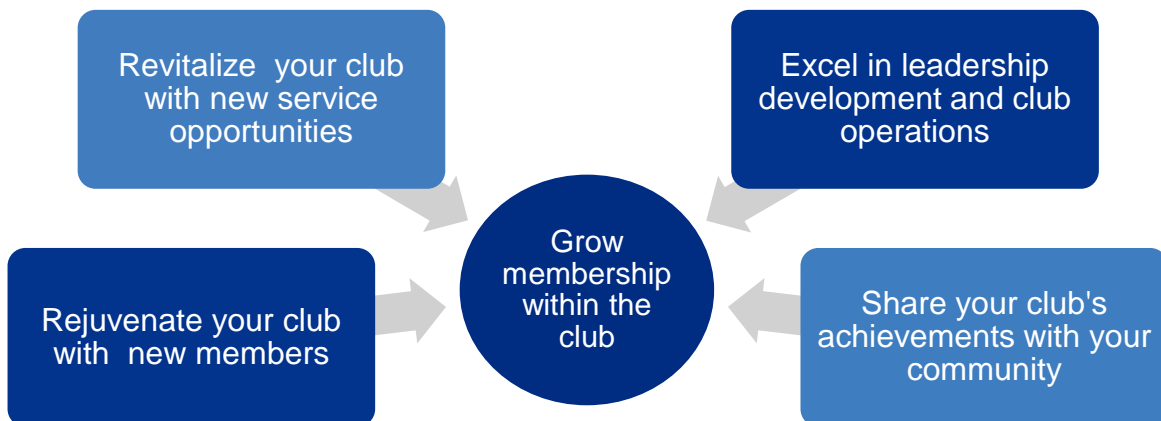 Revitalize  your club
with new service
opportunities
Excel in leadership
development and club
operations
Grow
membership
within the
club
Rejuvenate your club
with  new members
Share your club's
achievements with your
community